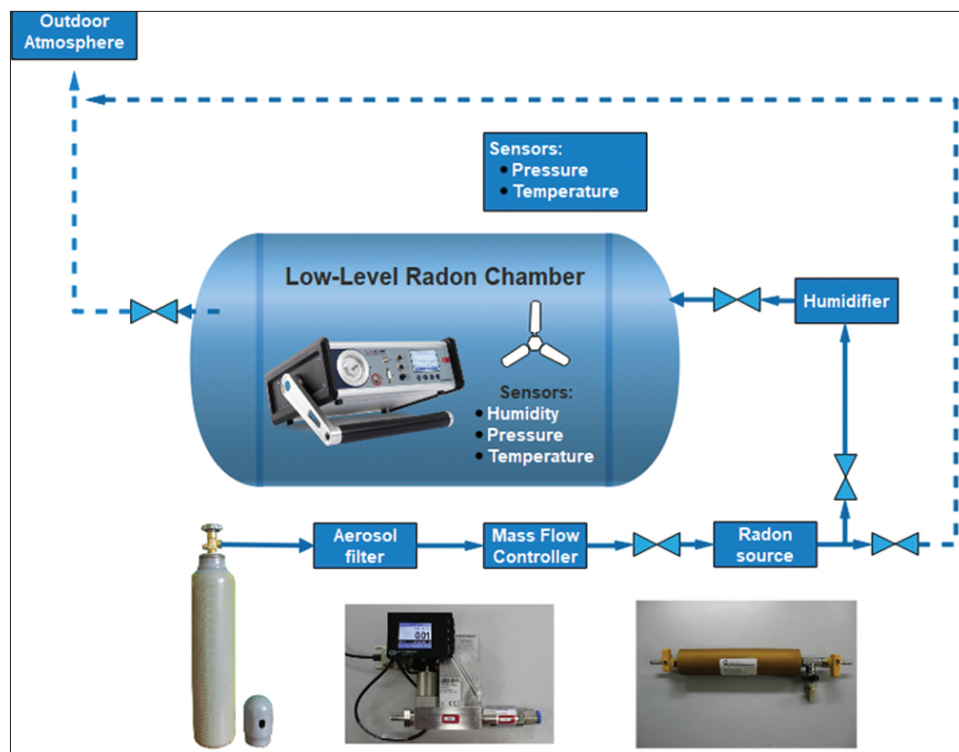 Outdoor
Atmosphere
Sensors:
● Pressure
● Temperature
Low-Level Radon Chamber
Humidifier
Sensors:
● Humidity
● Pressure
● Temperature
Aerosol
filter
Mass Flow
Controller
Radon
source
0.01